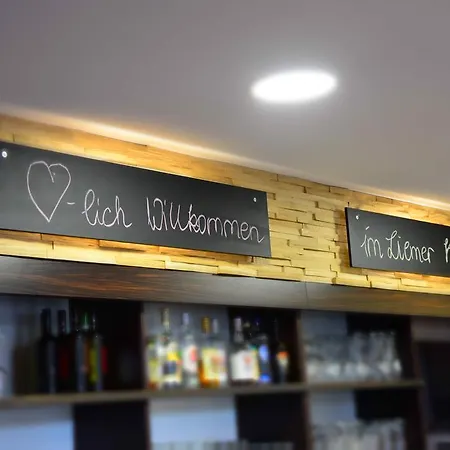 ♡-lich Willkommen
im Liemer